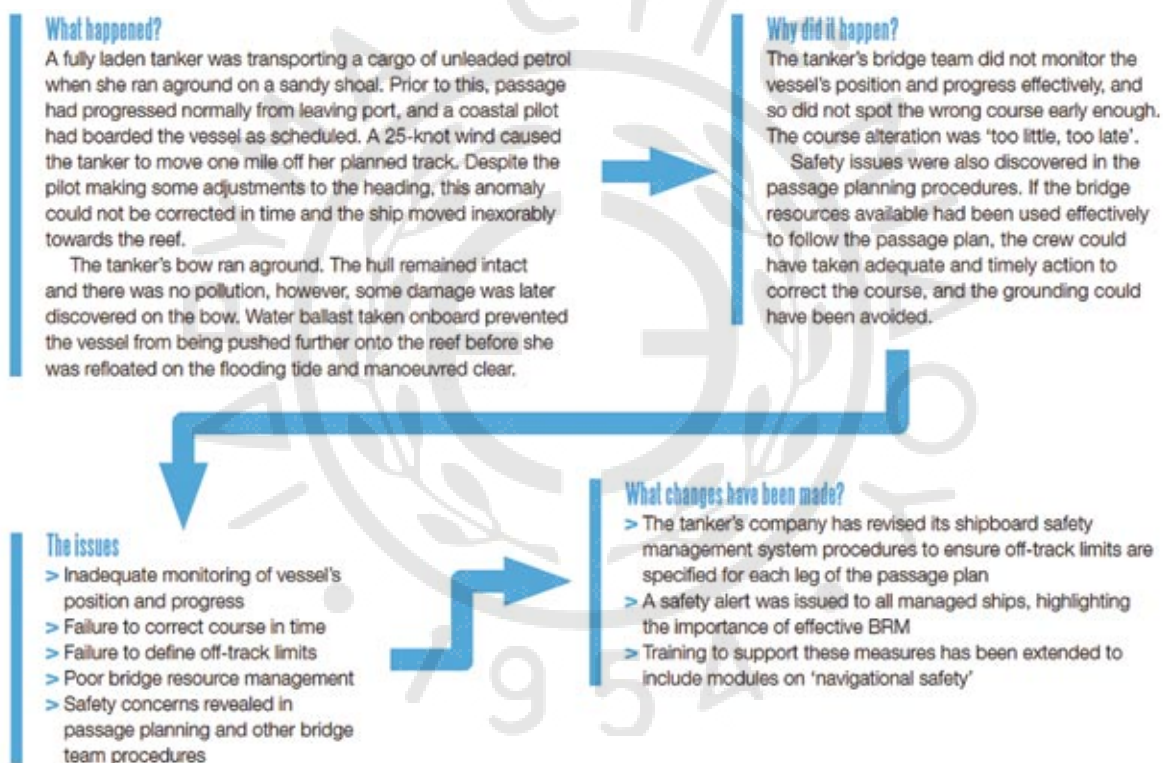 What happened?
A fully laden tanker was transporting a cargo of unleaded petrol
when she ran aground on a sandy shoal. Prior to this, passage
had progressed normally from leaving port, and a coastal pilot
had boarded the vessel as scheduled. A 25-knot wind caused
the tanker to move one mile off her planned track. Despite the
pilot making some adjustments to the heading, this anomaly
could not be corrected in time and the ship moved inexorably
towards the reef.
The tanker's bow ran aground. The hull remained intact
and there was no pollution, however, some damage was later
discovered on the bow. Water ballast taken onboard prevented
the vessel from being pushed further onto the reef before she
was refloated on the flooding tide and manoeuvred clear.
Why did it happen?
The tanker's bridge team did not monitor the
vessel's position and progress effectively, and
so did not spot the wrong course early enough.
The course alteration was 'too little, too late'.
Safety issues were also discovered in the
passage planning procedures. If the bridge
resources available had been used effectively
to follow the passage plan, the crew could
have taken adequate and timely action to
correct the course, and the grounding could
have been avoided.
The issues
> Inadequate monitoring of vessel's
position and progress
> Failure to correct course in time
> Failure to define off-track limits
> Poor bridge resource management
> Safety concerns revealed in
passage planning and other bridge
team procedures
What changes have been made?
> The tanker's company has revised its shipboard safety
management system procedures to ensure off-track limits are
specified for each leg of the passage plan
> A safety alert was issued to all managed ships, highlighting
the importance of effective BRM
> Training to support these measures has been extended to
include modules on 'navigational safety'
1954